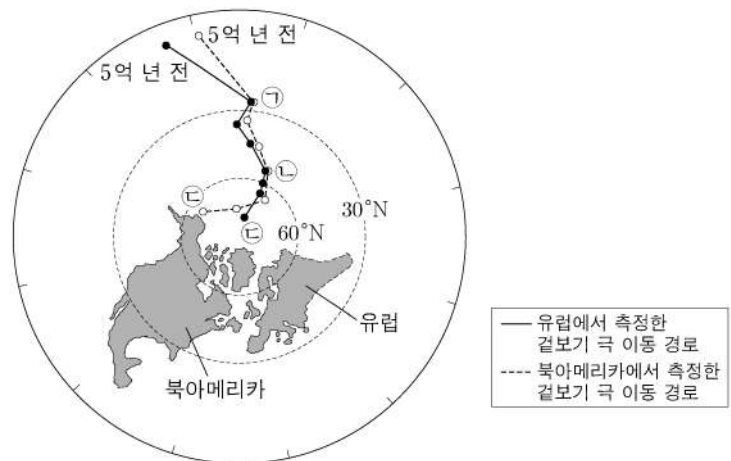 5억 년 전
5억 년 전
㉠
㉡
㉢
㉢
30°N
60°N
유럽
북아메리카
유럽에서 측정한
겉보기 극 이동 경로
북아메리카에서 측정한
겉보기 극 이동 경로